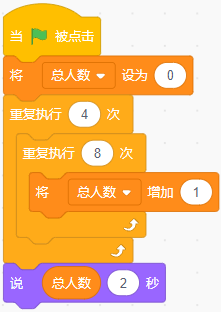 当 被点击
将 总人数 设为 0
重复执行 4 次
重复执行 8 次
将 总人数 增加 1
说 总人数 2 秒